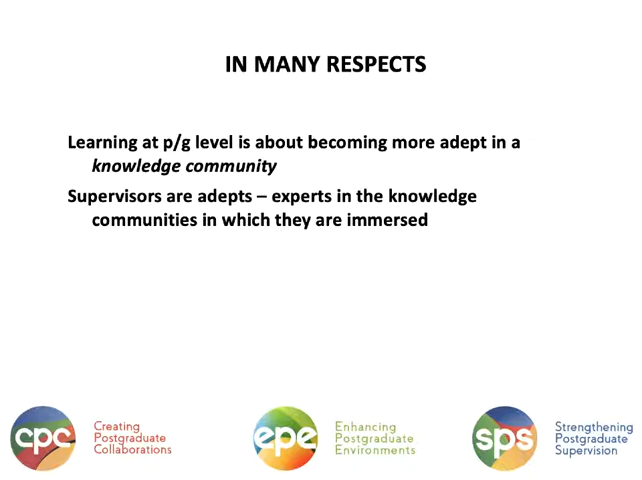 IN MANY RESPECTS
Learning at p/g level is about becoming more adept in a
knowledge community
Supervisors are adepts – experts in the knowledge
communities in which they are immersed
cpc
Creating
Postgraduate
Collaborations
epe
Enhancing
Postgraduate
Environments
sps
Strengthening
Postgraduate
Supervision